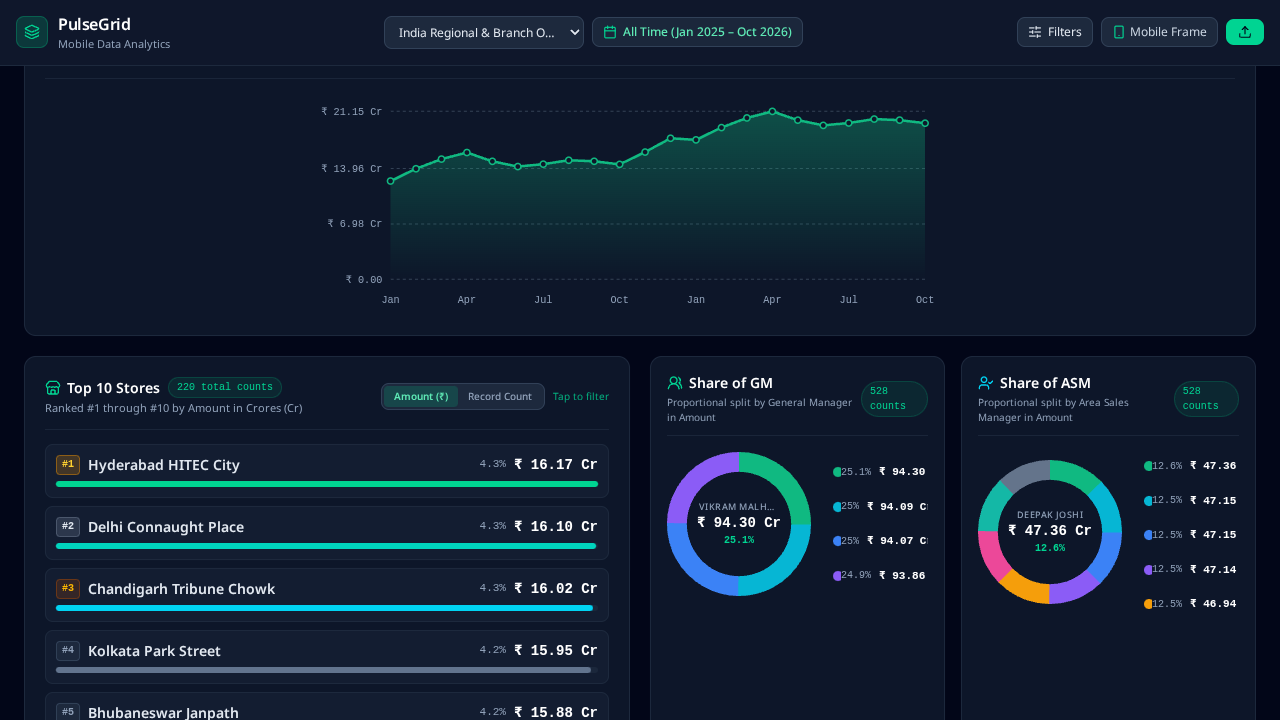 PulseGrid
Mobile Data Analytics
India Regional & Branch O...
All Time (Jan 2025 – Oct 2026)
Filters
Mobile Frame
₹ 21.15 Cr
₹ 13.96 Cr
₹ 6.98 Cr
₹ 0.00
Jan Apr Jul Oct Jan Apr Jul Oct
Top 10 Stores
220 total counts
Ranked #1 through #10 by Amount in Crores (Cr)
Amount (₹)
Record Count
Tap to filter
#1 Hyderabad HITEC City 4.3% ₹ 16.17 Cr
#2 Delhi Connaught Place 4.3% ₹ 16.10 Cr
#3 Chandigarh Tribune Chowk 4.3% ₹ 16.02 Cr
#4 Kolkata Park Street 4.2% ₹ 15.95 Cr
#5 Bhubaneswar Janpath 4.2% ₹ 15.88 Cr
Share of GM
Proportional split by General Manager
in Amount
528
counts
VIKRAM MALH...
₹ 94.30 Cr
25.1%
25.1% ₹ 94.30
25% ₹ 94.09 Cr
25% ₹ 94.07 Cr
24.9% ₹ 93.86
Share of ASM
Proportional split by Area Sales
Manager in Amount
528
counts
DEEPAK JOSHI
₹ 47.36 Cr
12.6%
12.6% ₹ 47.36
12.5% ₹ 47.15
12.5% ₹ 47.15
12.5% ₹ 47.14
12.5% ₹ 46.94